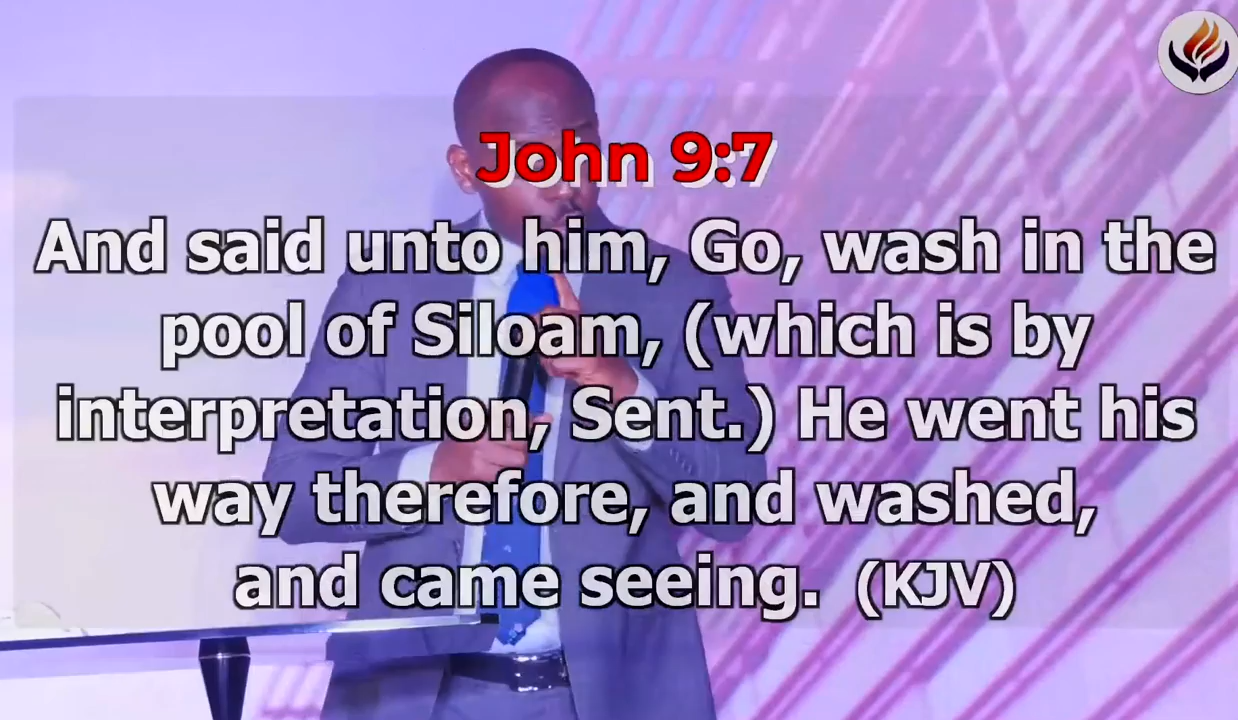 John 9:7
And said unto him, Go, wash in the
pool of Siloam, (which is by
interpretation, Sent.) He went his
way therefore, and washed,
and came seeing. (KJV)